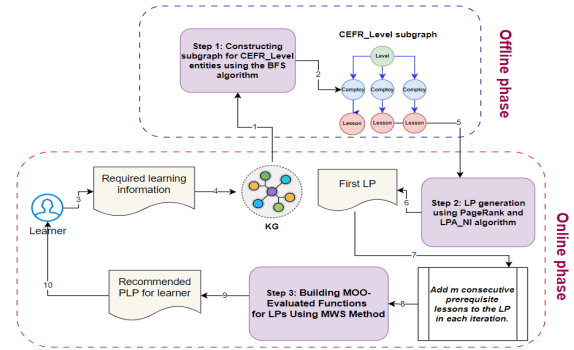 Step 1: Constructing
subgraph for CEFR_Level
entities using the BFS
algorithm
2
CEFR_Level subgraph
Level
Comptcy
Comptcy
Comptcy
Lesson
Lesson
Lesson
Offline phase
1
5
Required learning
information
3
4
Learner
KG
First LP
6
Step 2: LP generation
using PageRank and
LPA_NI algorithm
7
Online phase
10
Recommended
PLP for learner
9
Step 3: Building MOO-
Evaluated Functions
for LPs Using MWS Method
8
Add m consecutive
prerequisite
lessons to the LP
in each iteration.